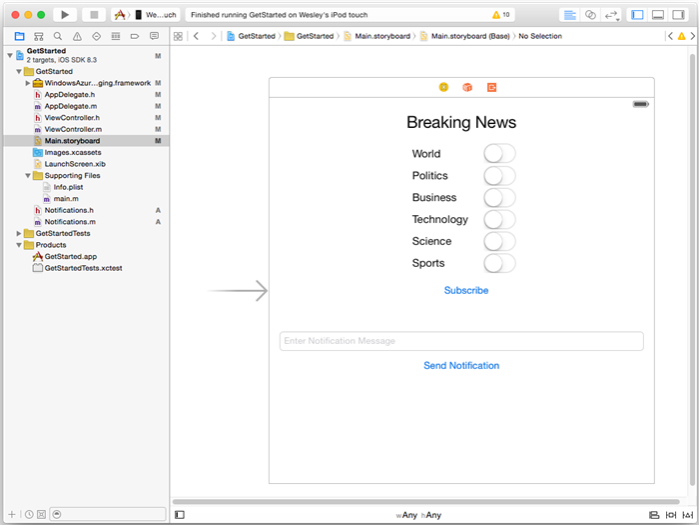 We…uch
Finished running GetStarted on Wesley's iPod touch
10
GetStarted
2 targets, iOS SDK 8.3
M
GetStarted
WindowsAzur...ging.framework
M
AppDelegate.h
M
AppDelegate.m
M
ViewController.h
M
ViewController.m
M
Main.storyboard
M
Images.xcassets
LaunchScreen.xib
Supporting Files
Info.plist
main.m
Notifications.h
A
Notifications.m
A
GetStartedTests
Products
GetStarted.app
GetStartedTests.xctest
GetStarted
GetStarted
Main.storyboard
Main.storyboard (Base)
No Selection
Breaking News
World
Politics
Business
Technology
Science
Sports
Subscribe
Enter Notification Message
Send Notification
wAny hAny